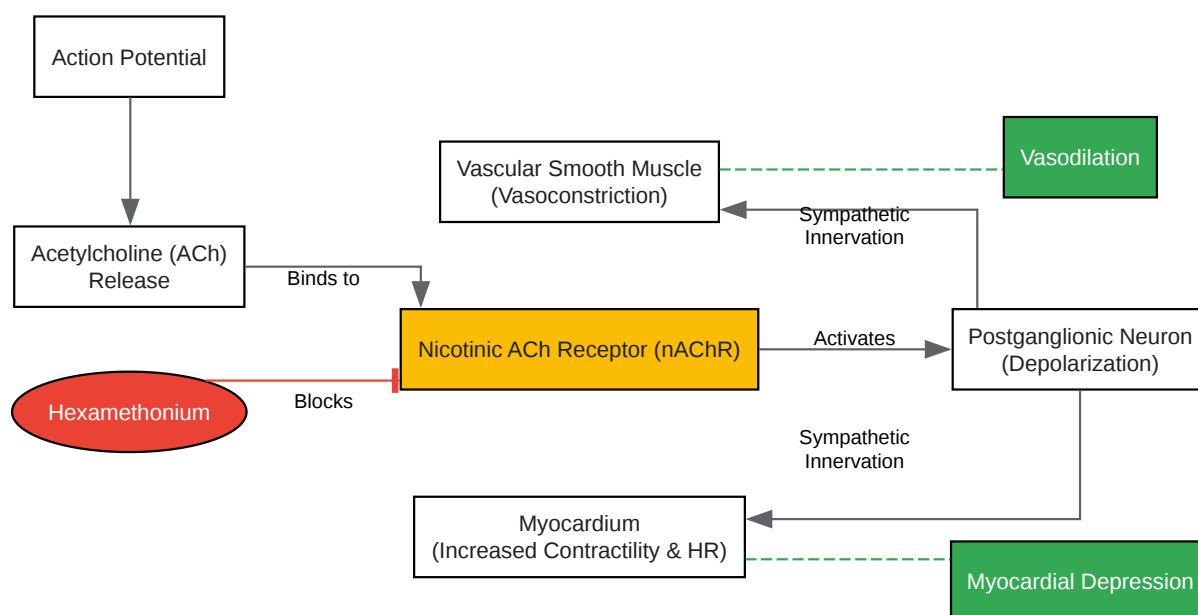 Action Potential
Vasodilation
Vascular Smooth Muscle
(Vasoconstriction)
Sympathetic
Innervation
Acetylcholine (ACh)
Release
Binds to
Nicotinic ACh Receptor (nAChR)
Activates
Postganglionic Neuron
(Depolarization)
Hexamethonium
Blocks
Sympathetic
Innervation
Myocardium
(Increased Contractility & HR)
Myocardial Depression